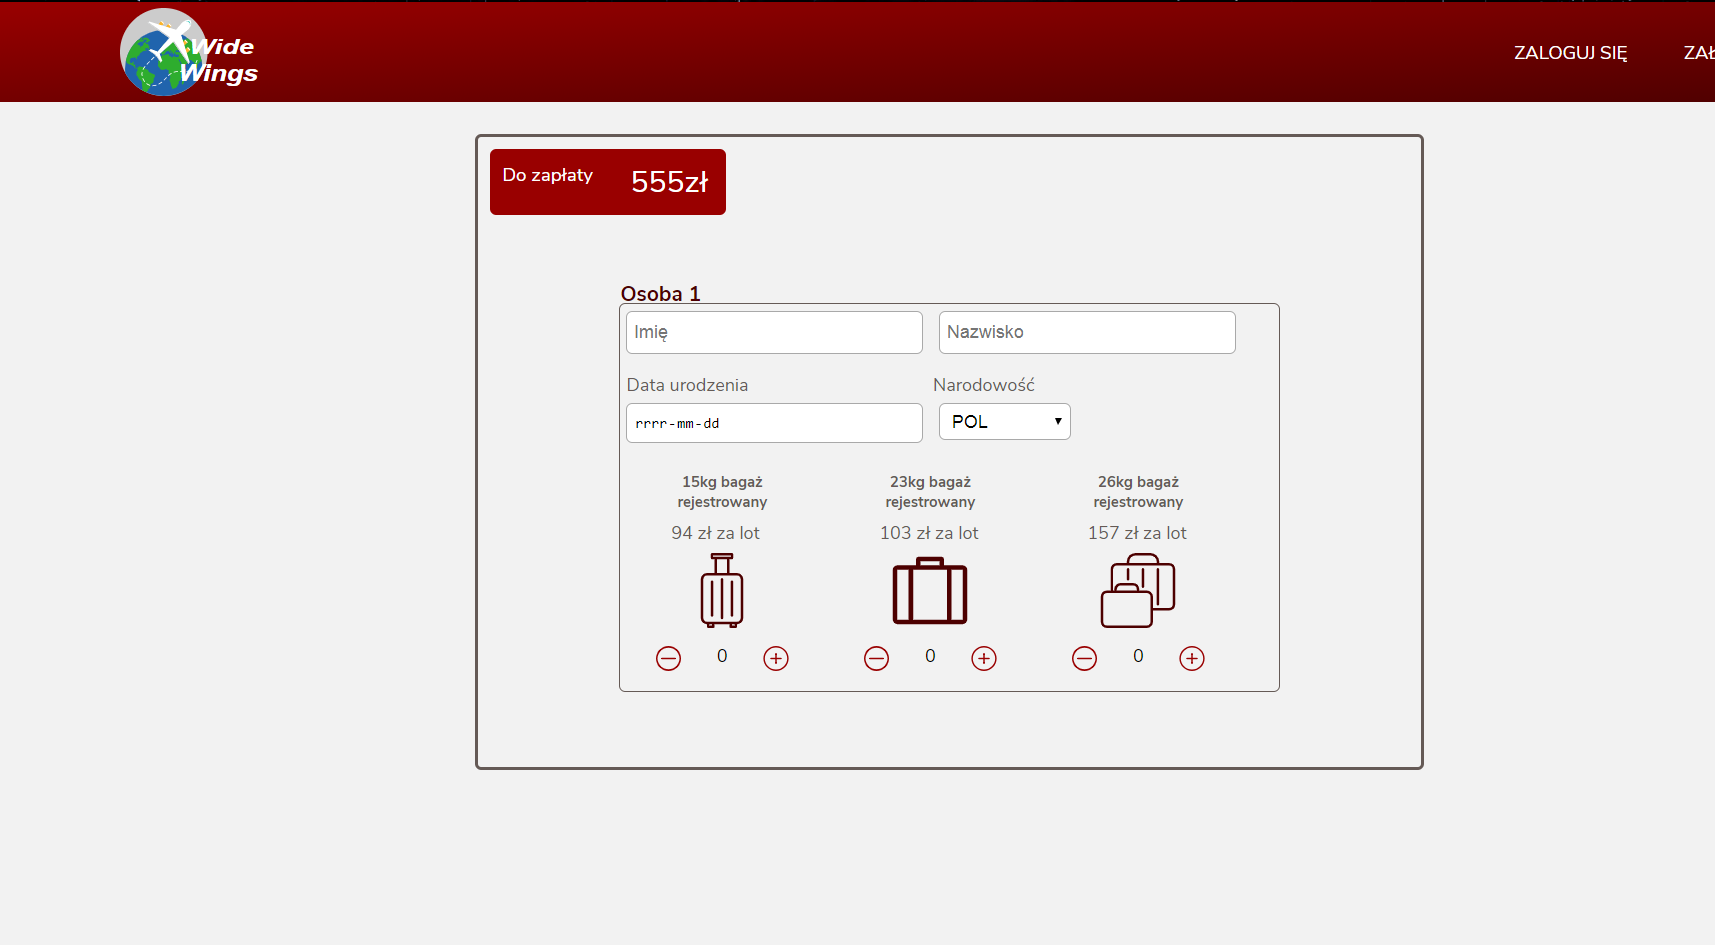 Wide
Wings
ZALOGUJ SIĘ
ZAŁ
Do zapłaty
555zł
Osoba 1
Imię
Nazwisko
Data urodzenia
Narodowość
rrrr-mm-dd
POL
15kg bagaż
rejestrowany
94 zł za lot
23kg bagaż
rejestrowany
103 zł za lot
26kg bagaż
rejestrowany
157 zł za lot
0
0
0